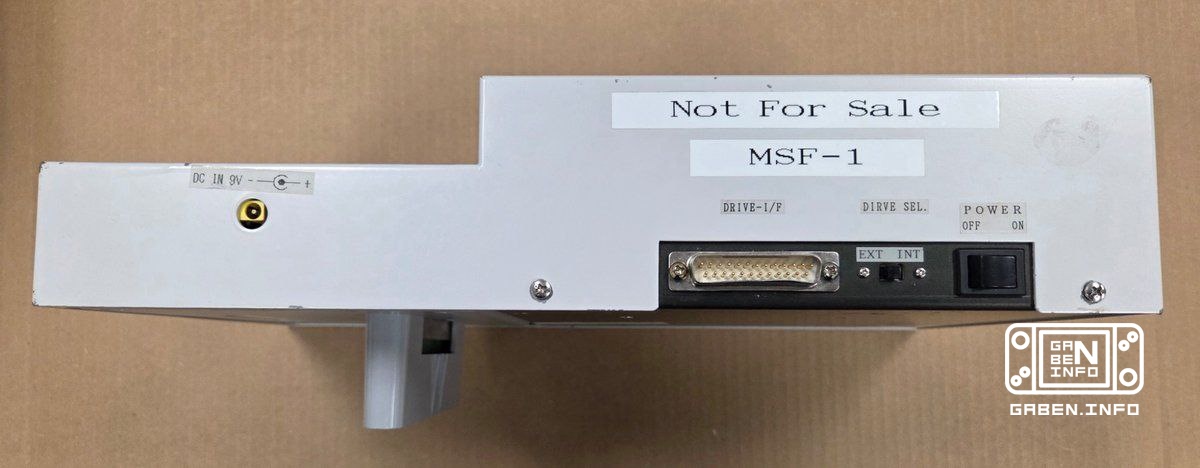 Not For Sale
MSF-1
DC IN 9V - +
DRIVE-I/F
DIRVE SEL.
POWER
OFF ON
EXT INT
GA
BEN
INFO
GABEN.INFO